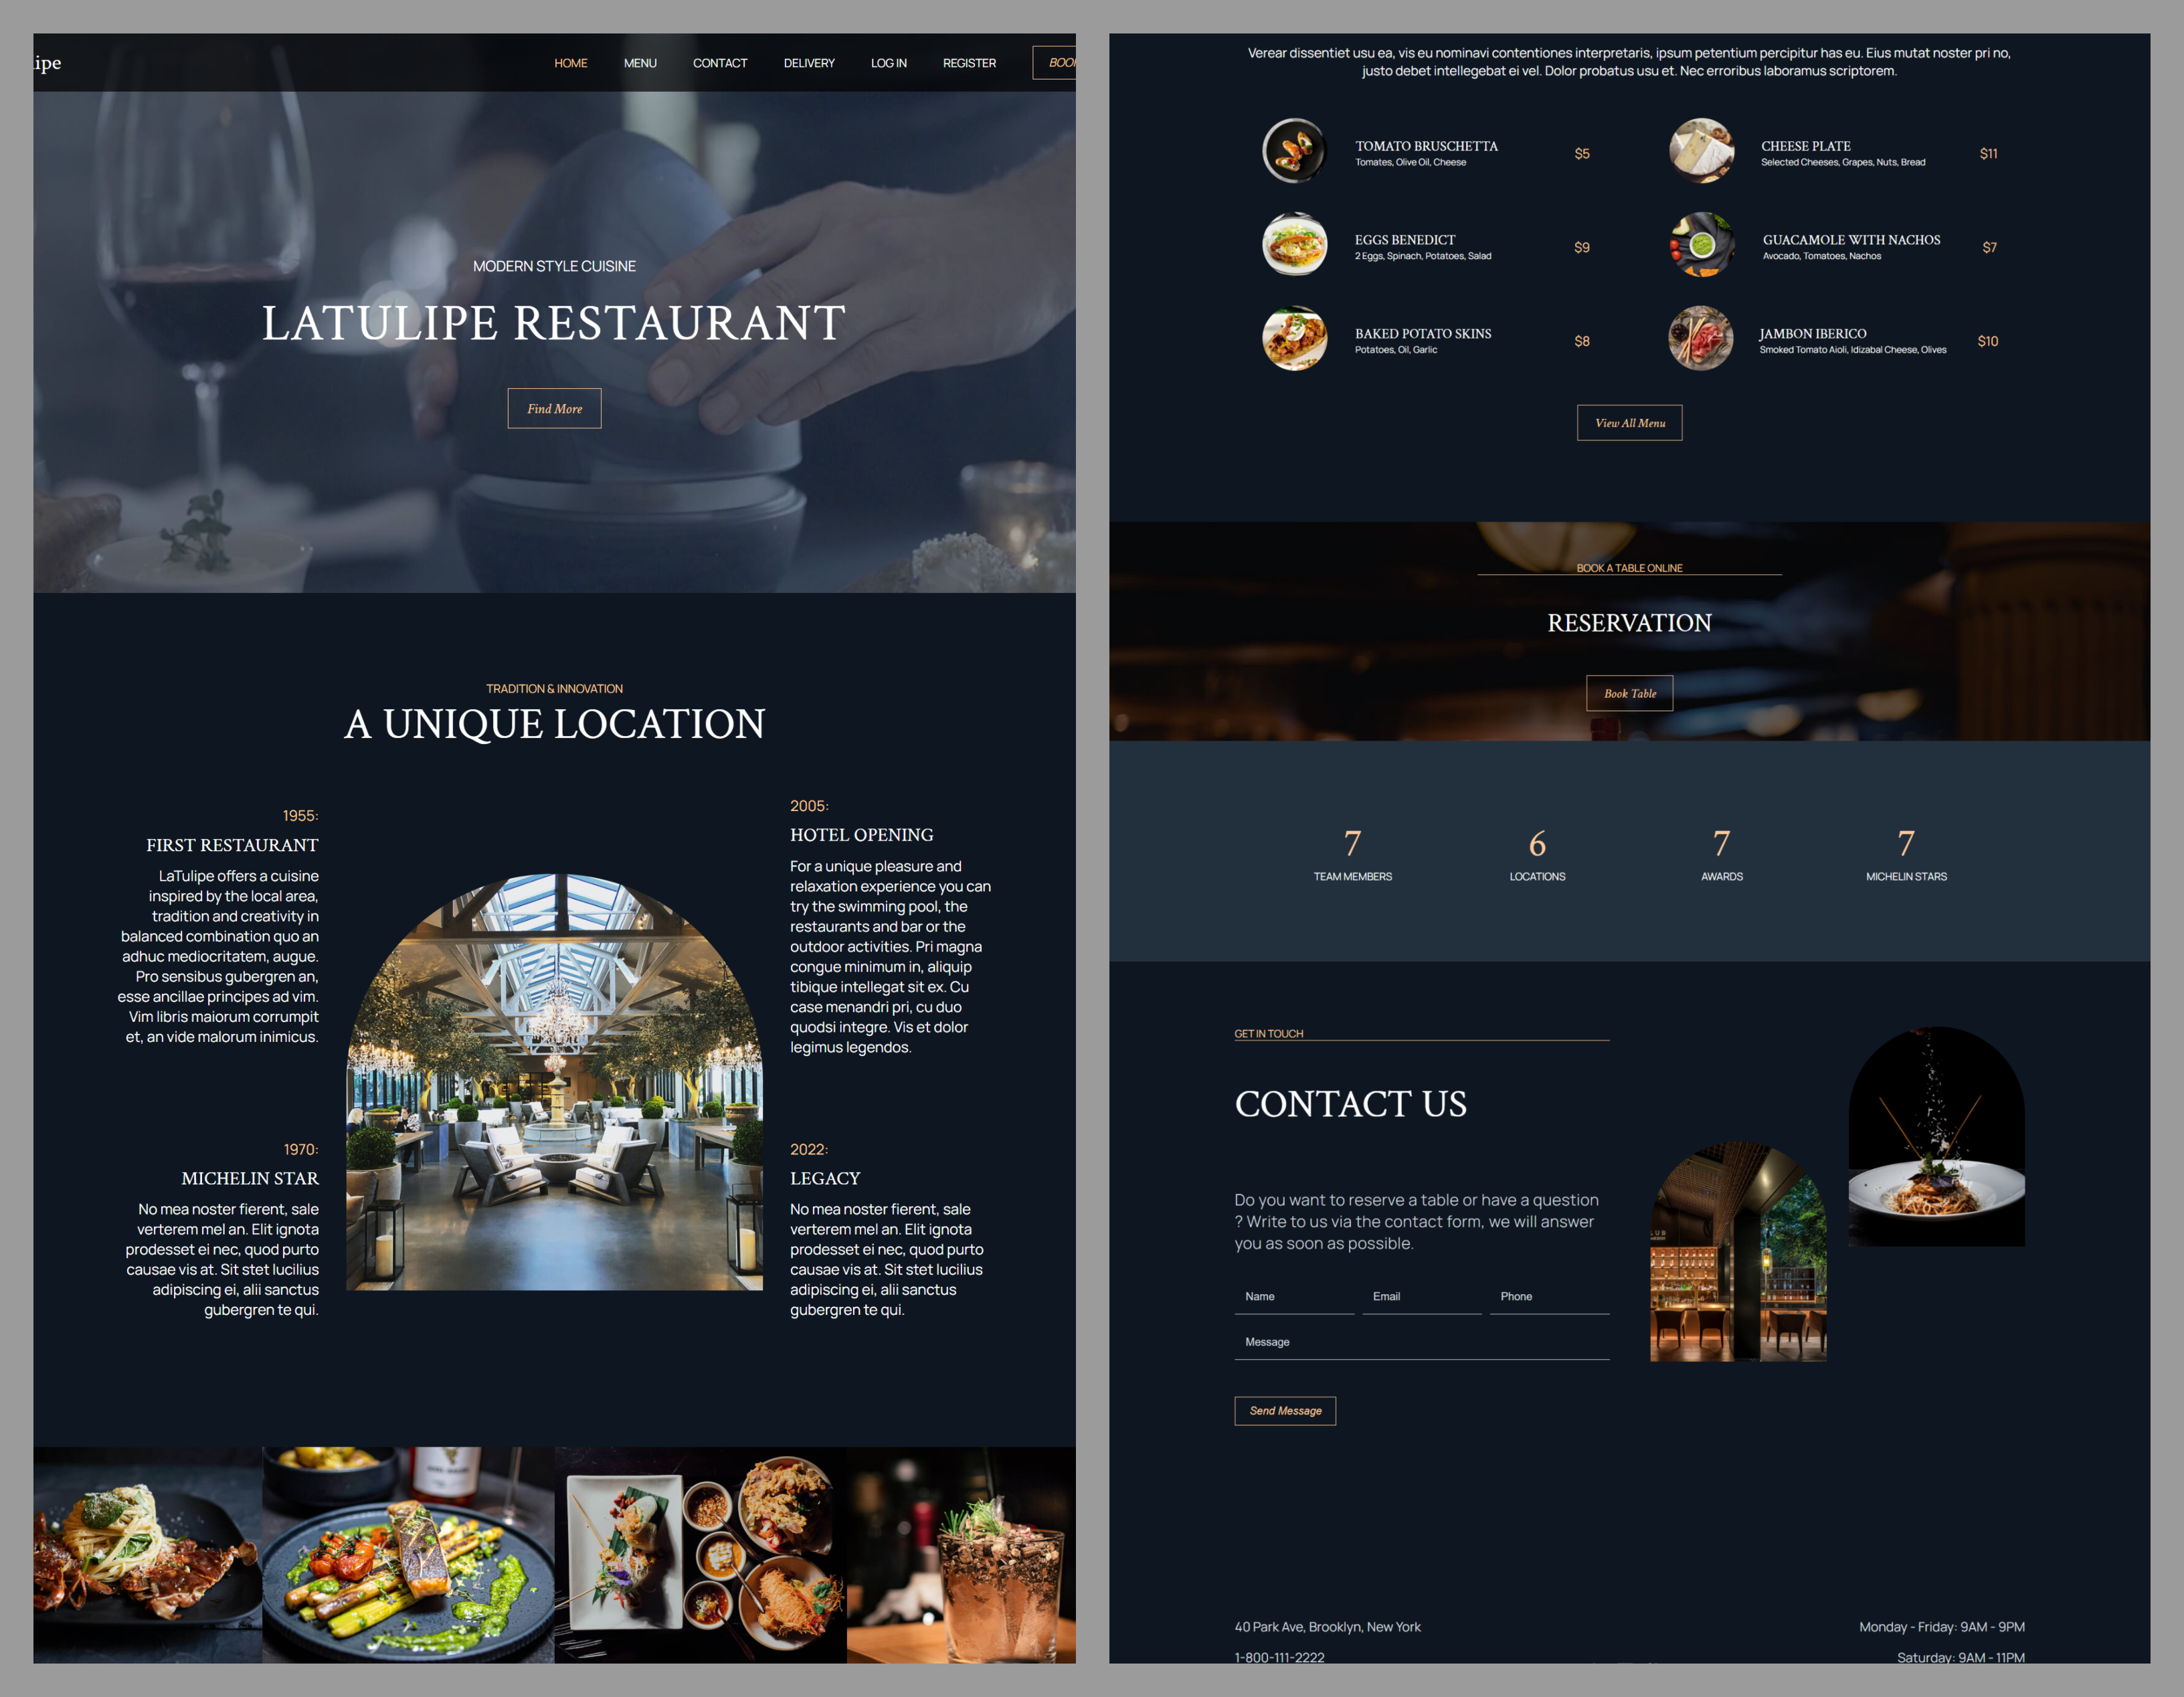 ipe
HOME MENU CONTACT DELIVERY LOG IN REGISTER
MODERN STYLE CUISINE
LATULIPE RESTAURANT
Find More
TRADITION & INNOVATION
A UNIQUE LOCATION
1955:
FIRST RESTAURANT
LaTulipe offers a cuisine
inspired by the local area,
tradition and creativity in
balanced combination quo an
adhuc mediocritatem, augue.
Pro sensibus gubergren an,
esse ancillae principes ad vim.
Vim libris maiorum corrumpit
et, an vide malorum inimicus.
1970:
MICHELIN STAR
No mea noster fierent, sale
verterem mel an. Elit ignota
prodesset ei nec, quod purto
causae vis at. Sit stet lucilius
adipiscing ei, alii sanctus
gubergren te qui.
2005:
HOTEL OPENING
For a unique pleasure and
relaxation experience you can
try the swimming pool, the
restaurants and bar or the
outdoor activities. Pri magna
congue minimum in, aliquip
tibique intellegat sit ex. Cu
case menandri pri, cu duo
quodsi integre. Vis et dolor
legimus legendos.
2022:
LEGACY
No mea noster fierent, sale
verterem mel an. Elit ignota
prodesset ei nec, quod purto
causae vis at. Sit stet lucilius
adipiscing ei, alii sanctus
gubergren te qui.
Verear dissentiet usu ea, vis eu nominavi contentiones interpretaris, ipsum petentium percipitur has eu. Eius mutat noster pri no,
justo debet intellegebat ei vel. Dolor probatus usu et. Nec erroribus laboramus scriptorem.
TOMATO BRUSCHETTA
Tomates, Olive Oil, Cheese
$5
CHEESE PLATE
Selected Cheeses, Grapes, Nuts, Bread
$11
EGGS BENEDICT
2 Eggs, Spinach, Potatoes, Salad
$9
GUACAMOLE WITH NACHOS
Avocado, Tomatoes, Nachos
$7
BAKED POTATO SKINS
Potatoes, Oil, Garlic
$8
JAMBON IBERICO
Smoked Tomato Aioli, Idizabal Cheese, Olives
$10
View All Menu
BOOK A TABLE ONLINE
RESERVATION
Book Table
7 6 7 7
TEAM MEMBERS LOCATIONS AWARDS MICHELIN STARS
GET IN TOUCH
CONTACT US
Do you want to reserve a table or have a question
? Write to us via the contact form, we will answer
you as soon as possible.
Name Email Phone
Message
Send Message
40 Park Ave, Brooklyn, New York
1-800-111-2222
Monday - Friday: 9AM - 9PM
Saturday: 9AM - 11PM